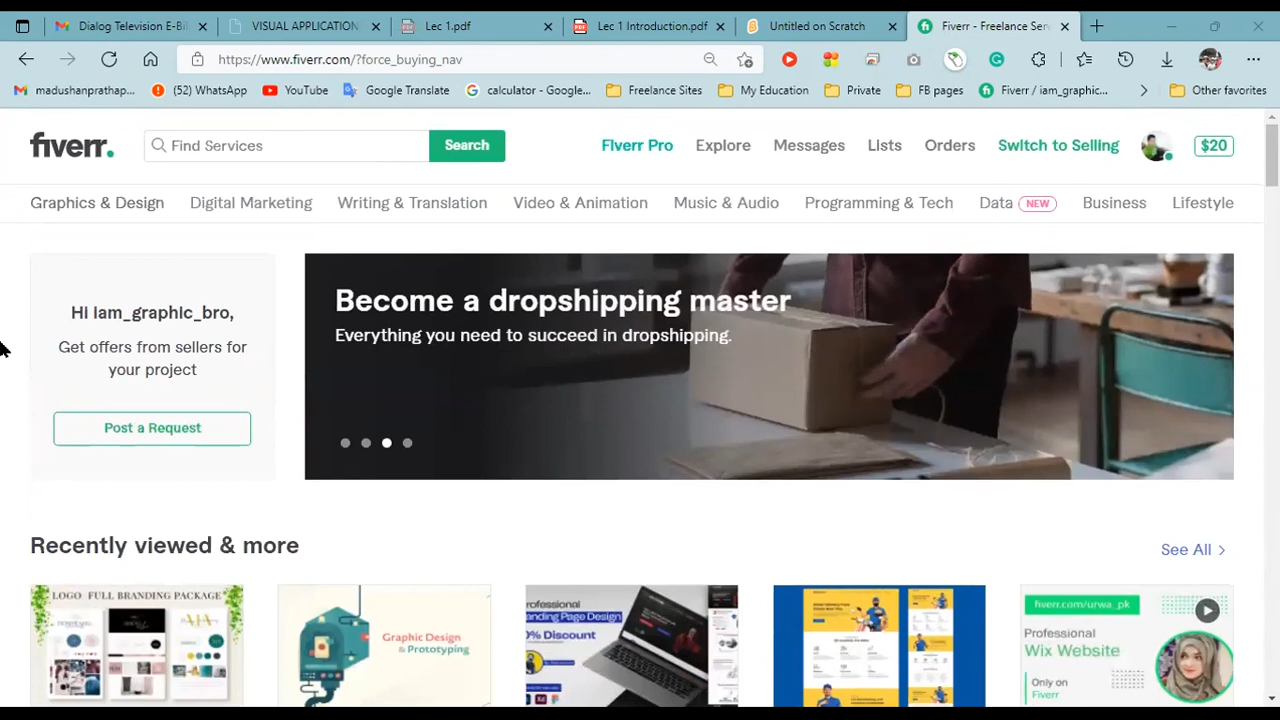 Dialog Television E-Bil
VISUAL APPLICATION
Lec 1.pdf
Lec 1 Introduction.pdf
Untitled on Scratch
Fiverr - Freelance Serv
https://www.fiverr.com/?force_buying_nav
madushanprathap...
(52) WhatsApp
YouTube
Google Translate
calculator - Google...
Freelance Sites
My Education
Private
FB pages
Fiverr / iam_graphic...
Other favorites
fiverr.
Find Services
Search
Fiverr Pro
Explore
Messages
Lists
Orders
Switch to Selling
$20
Graphics & Design
Digital Marketing
Writing & Translation
Video & Animation
Music & Audio
Programming & Tech
Data NEW
Business
Lifestyle
Hi iam_graphic_bro,
Get offers from sellers for
your project
Post a Request
Become a dropshipping master
Everything you need to succeed in dropshipping.
Recently viewed & more
See All
LOGO FULL BRANDING PACKAGE
Graphic Design
& Prototyping
rofessional
anding Page Design
0% Discount
fiverr.com/urwa_pk
Professional
Wix Website
Only on
Fiverr